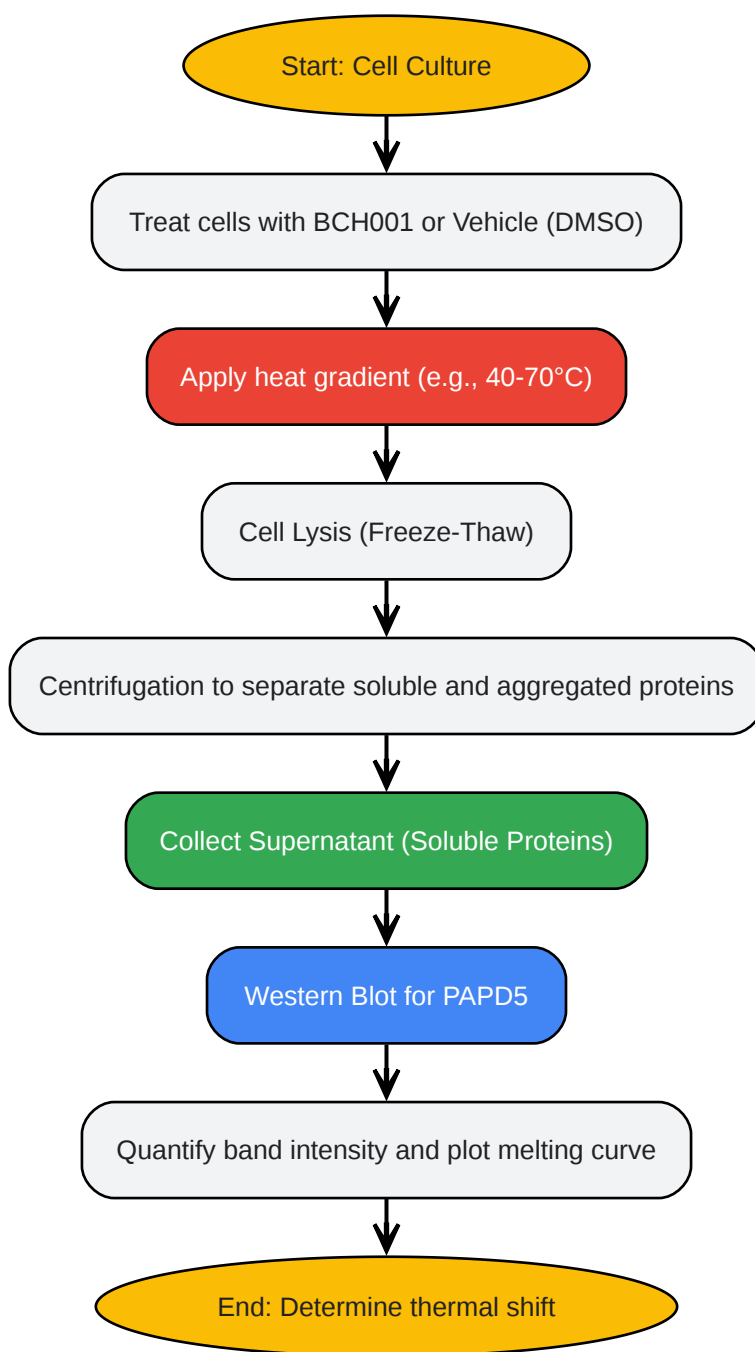 Start: Cell Culture
Treat cells with BCH001 or Vehicle (DMSO)
Apply heat gradient (e.g., 40-70°C)
Cell Lysis (Freeze-Thaw)
Centrifugation to separate soluble and aggregated proteins
Collect Supernatant (Soluble Proteins)
Western Blot for PAPD5
Quantify band intensity and plot melting curve
End: Determine thermal shift